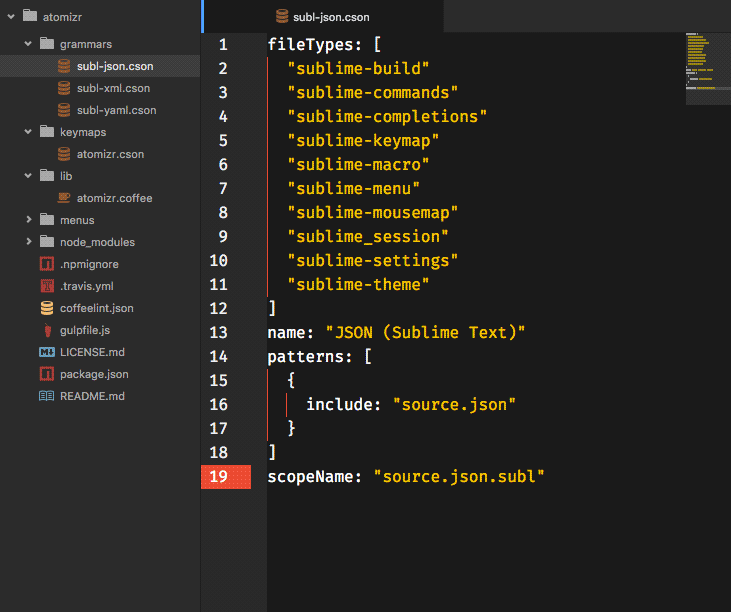 atomizr
grammars
subl-json.cson
subl-xml.cson
subl-yaml.cson
keymaps
atomizr.cson
lib
atomizr.coffee
menus
node_modules
.npmignore
.travis.yml
coffeelint.json
gulpfile.js
LICENSE.md
package.json
README.md
subl-json.cson
1 fileTypes: [
2 "sublime-build"
3 "sublime-commands"
4 "sublime-completions"
5 "sublime-keymap"
6 "sublime-macro"
7 "sublime-menu"
8 "sublime-mousemap"
9 "sublime_session"
10 "sublime-settings"
11 "sublime-theme"
12 ]
13 name: "JSON (Sublime Text)"
14 patterns: [
15 {
16 include: "source.json"
17 }
18 ]
19 scopeName: "source.json.subl"